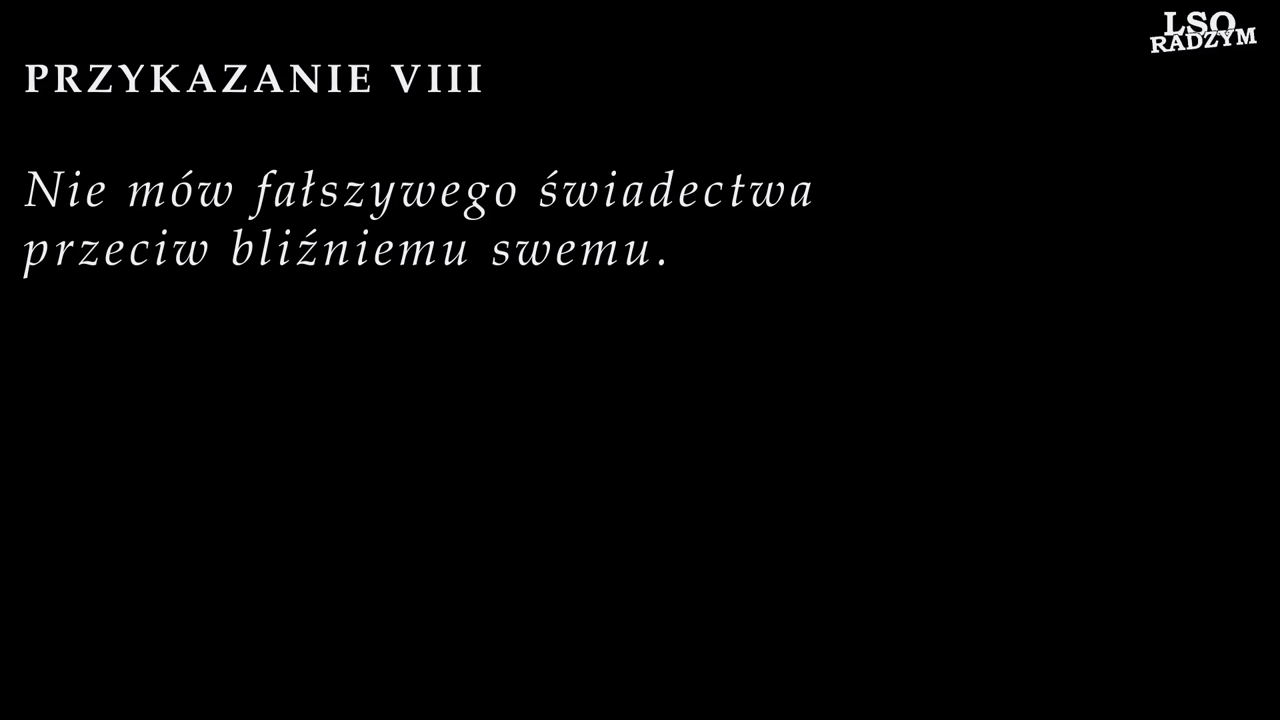 LSO
RADZYM
PRZYKAZANIE VIII
Nie mów fałszywego świadectwa
przeciw bliźniemu swemu.